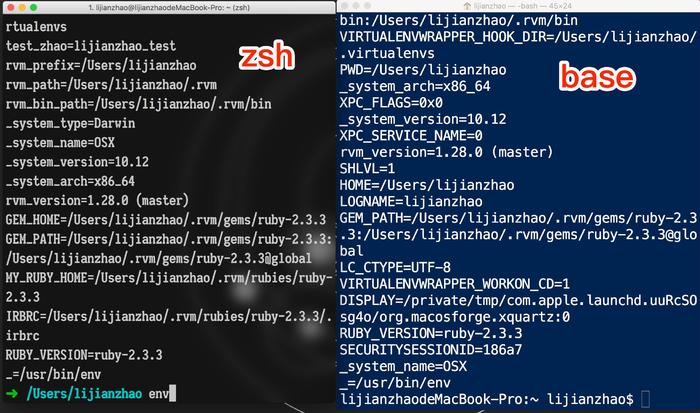 1. lijianzhao@lijianzhaodeMacBook-Pro: ~ (zsh)
rtualenvs
test_zhao=lijianzhao_test
rvm_prefix=/Users/lijianzhao
rvm_path=/Users/lijianzhao/.rvm
rvm_bin_path=/Users/lijianzhao/.rvm/bin
_system_type=Darwin
_system_name=OSX
_system_version=10.12
_system_arch=x86_64
rvm_version=1.28.0 (master)
GEM_HOME=/Users/lijianzhao/.rvm/gems/ruby-2.3.3
GEM_PATH=/Users/lijianzhao/.rvm/gems/ruby-2.3.3:
/Users/lijianzhao/.rvm/gems/ruby-2.3.3@global
MY_RUBY_HOME=/Users/lijianzhao/.rvm/rubies/ruby-
2.3.3
IRBRC=/Users/lijianzhao/.rvm/rubies/ruby-2.3.3/.
irbrc
RUBY_VERSION=ruby-2.3.3
_=/usr/bin/env
➜ /Users/lijianzhao env
zsh
lijianzhao — -bash — 45×24
bin:/Users/lijianzhao/.rvm/bin
VIRTUALENVWRAPPER_HOOK_DIR=/Users/lijianzhao/
.virtualenvs
PWD=/Users/lijianzhao
_system_arch=x86_64
XPC_FLAGS=0x0
_system_version=10.12
XPC_SERVICE_NAME=0
rvm_version=1.28.0 (master)
SHLVL=1
HOME=/Users/lijianzhao
LOGNAME=lijianzhao
GEM_PATH=/Users/lijianzhao/.rvm/gems/ruby-2.3
.3:/Users/lijianzhao/.rvm/gems/ruby-2.3.3@glo
bal
LC_CTYPE=UTF-8
VIRTUALENVWRAPPER_WORKON_CD=1
DISPLAY=/private/tmp/com.apple.launchd.uuRcSO
sg4o/org.macosforge.xquartz:0
RUBY_VERSION=ruby-2.3.3
SECURITYSESSIONID=186a7
_system_name=OSX
_=/usr/bin/env
lijianzhaodeMacBook-Pro:~ lijianzhao$
base